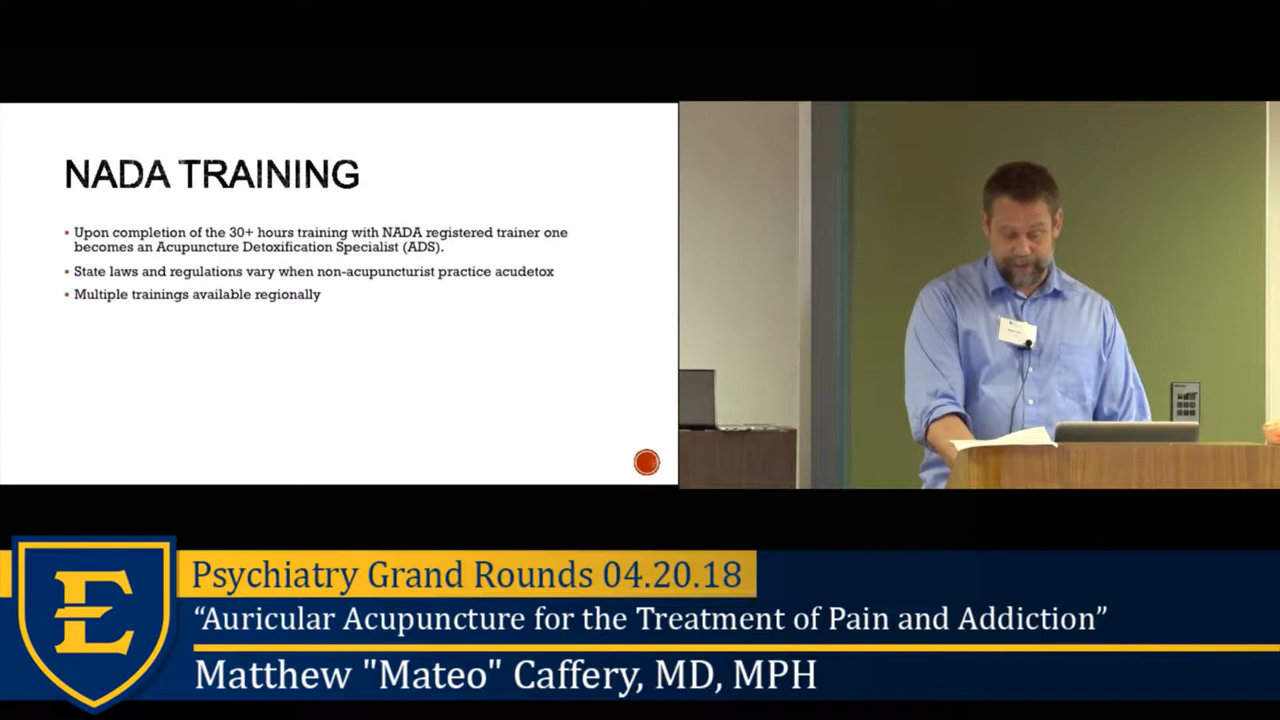 NADA TRAINING
▪ Upon completion of the 30+ hours training with NADA registered trainer one
becomes an Acupuncture Detoxification Specialist (ADS).
▪ State laws and regulations vary when non-acupuncturist practice acudetox
▪ Multiple trainings available regionally
E
Psychiatry Grand Rounds 04.20.18
“Auricular Acupuncture for the Treatment of Pain and Addiction”
Matthew "Mateo" Caffery, MD, MPH